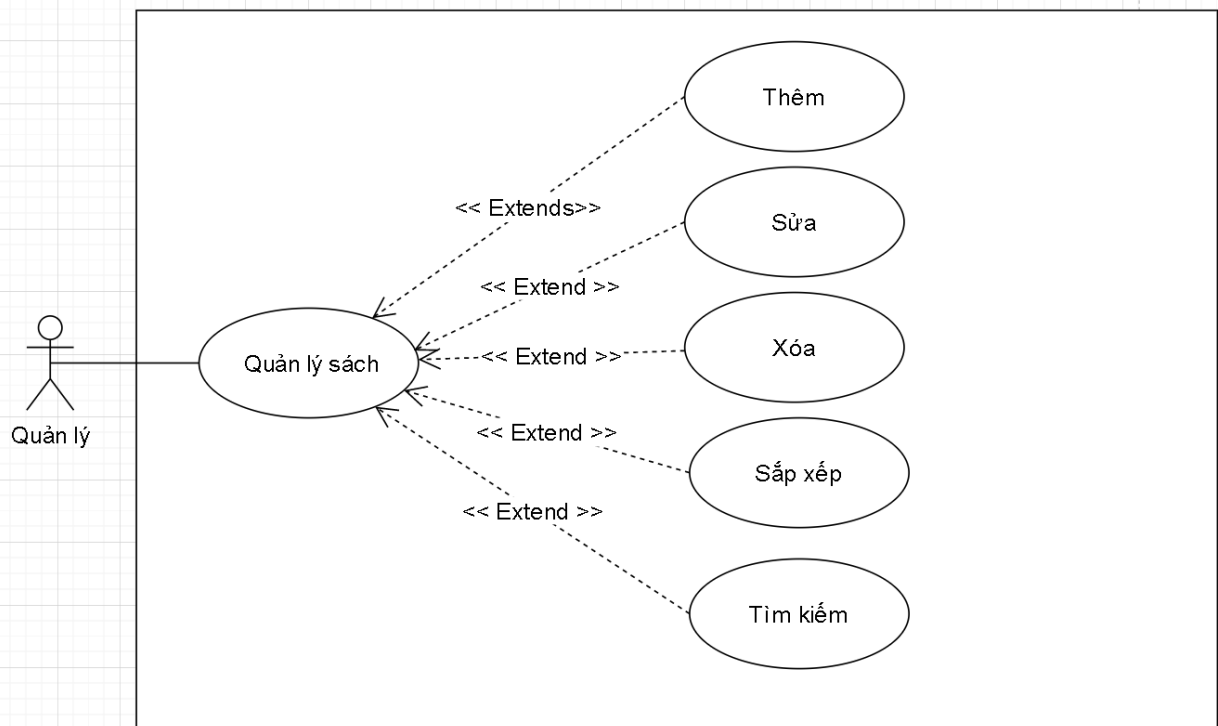 Thêm
<< Extends>>
Sửa
<< Extend >>
Quản lý sách
<< Extend >>
Xóa
Quản lý
<< Extend >>
Sắp xếp
<< Extend >>
Tìm kiếm